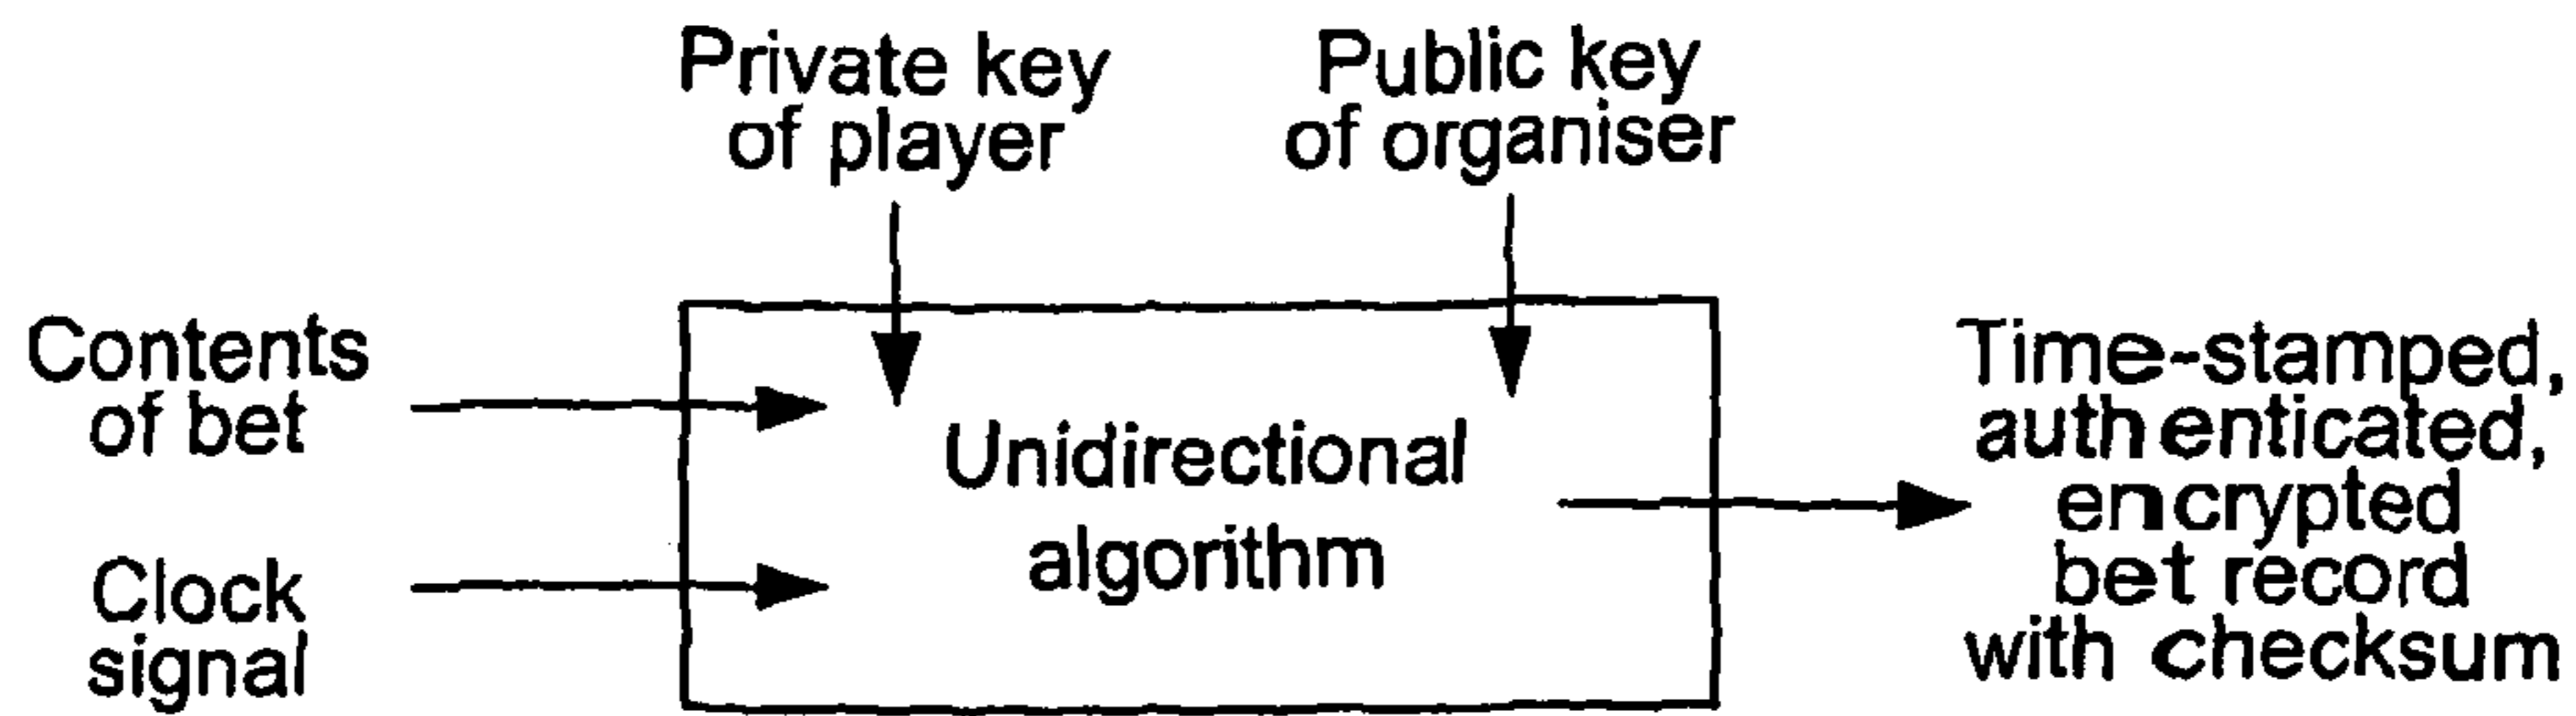 Private key
of player
Public key
of organiser
Contents
of bet
Clock
signal
Unidirectional
algorithm
Time-stamped,
authenticated,
encrypted
bet record
with checksum